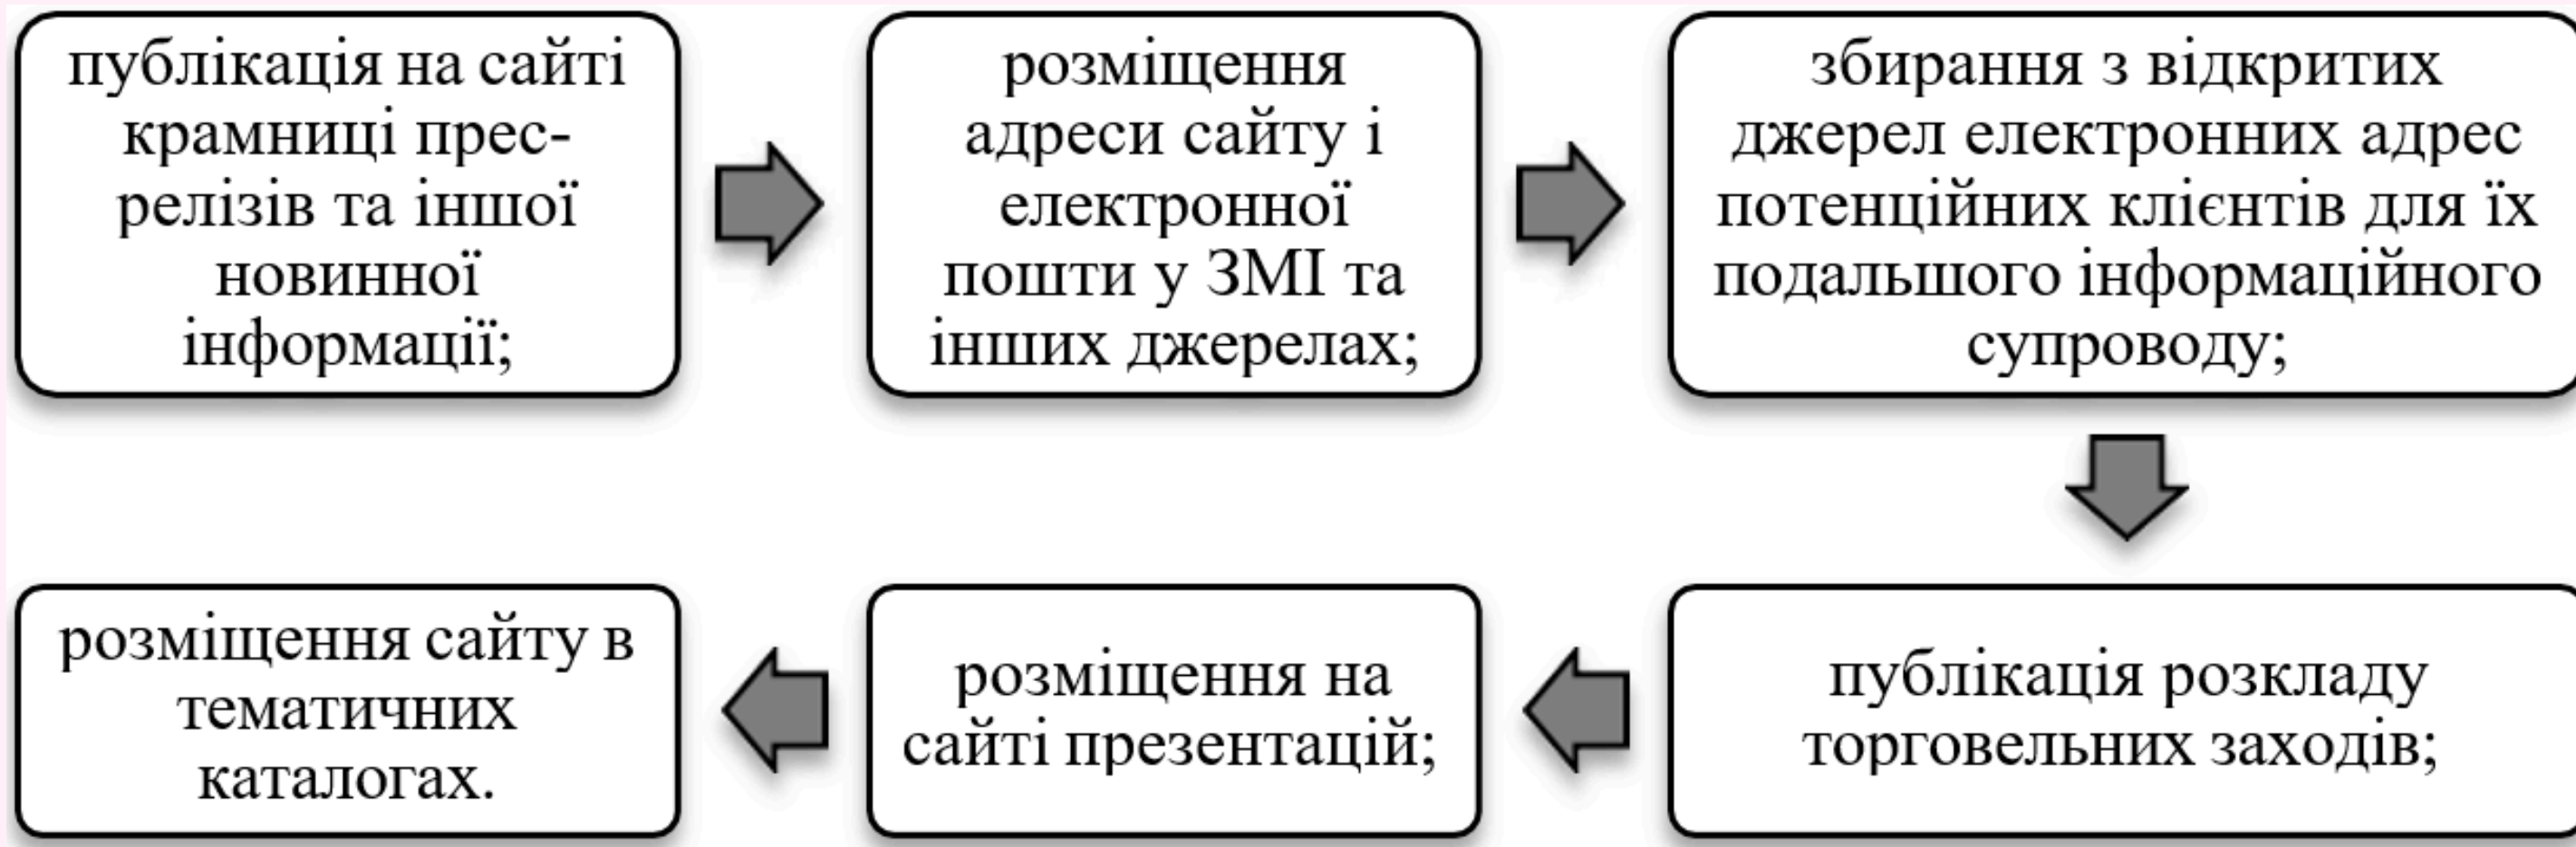 публікація на сайті
крамниці прес-
релізів та іншої
новинної
інформації;
розміщення
адреси сайту і
електронної
пошти у ЗМІ та
інших джерелах;
збирання з відкритих
джерел електронних адрес
потенційних клієнтів для їх
подальшого інформаційного
супроводу;
публікація розкладу
торговельних заходів;
розміщення на
сайті презентацій;
розміщення сайту в
тематичних
каталогах.